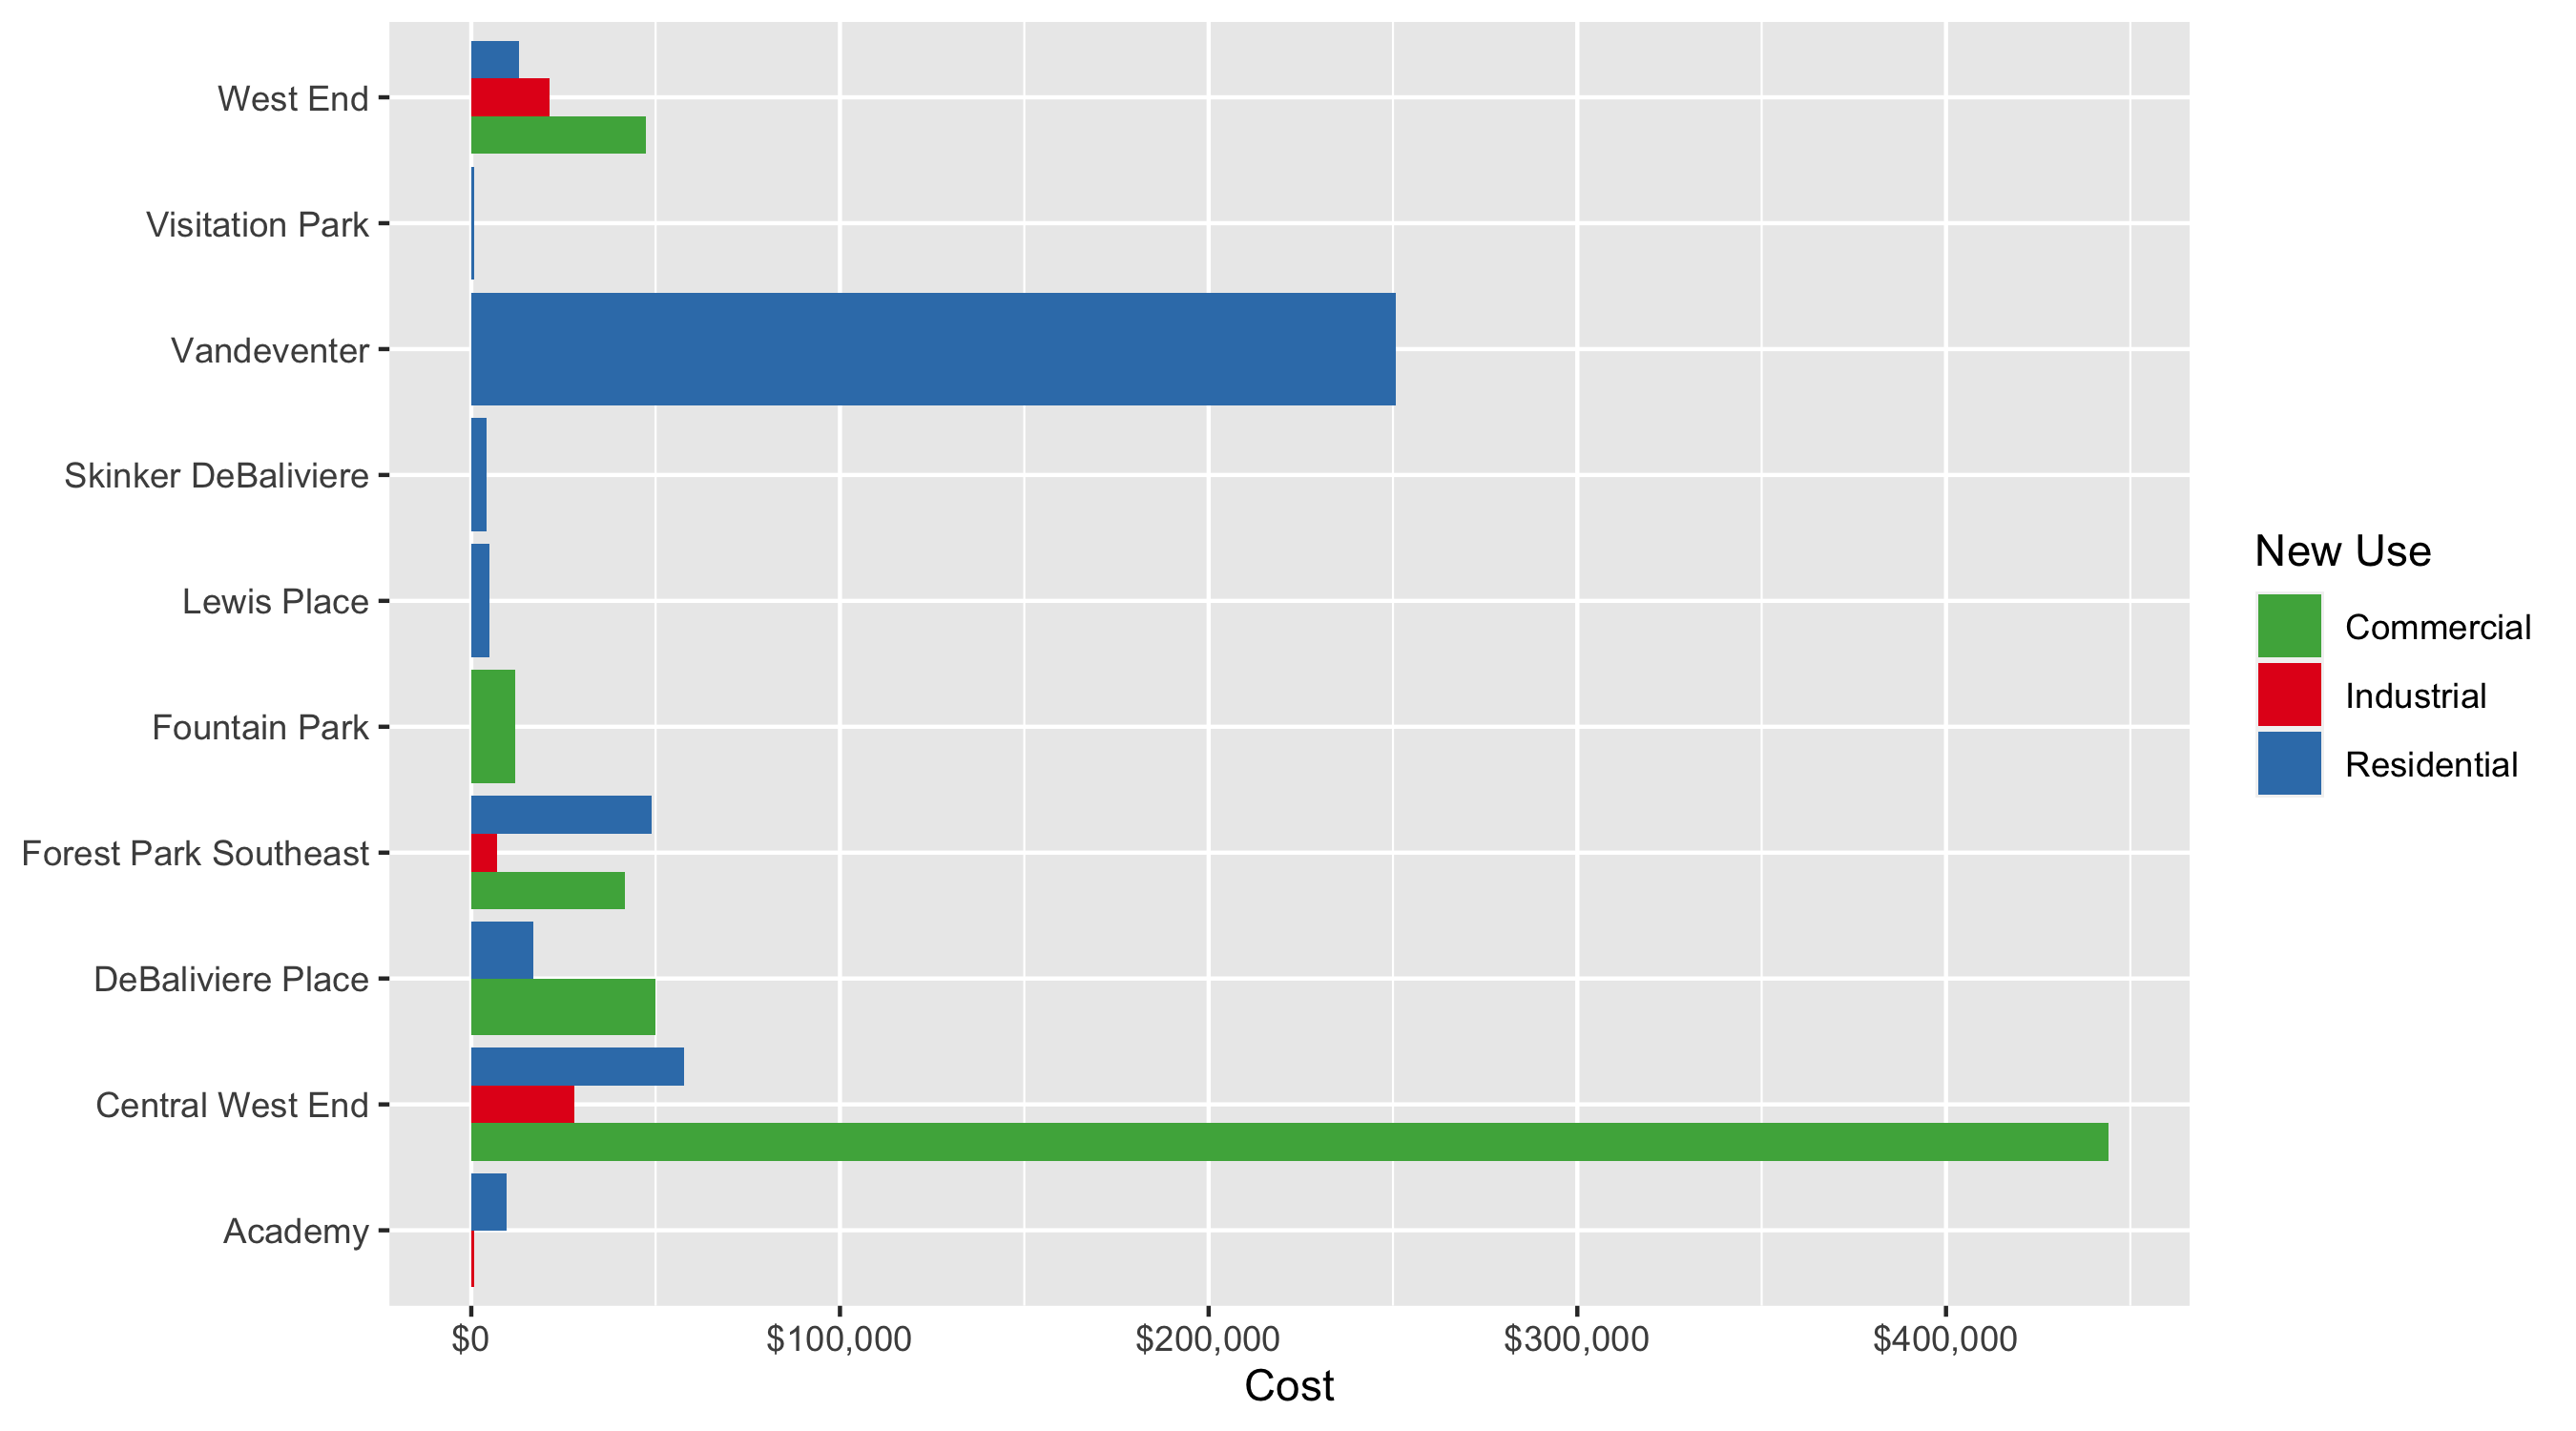 West End
Visitation Park
Vandeventer
Skinker DeBaliviere
Lewis Place
Fountain Park
Forest Park Southeast
DeBaliviere Place
Central West End
Academy
$0 $100,000 $200,000 $300,000 $400,000
Cost
New Use
Commercial
Industrial
Residential